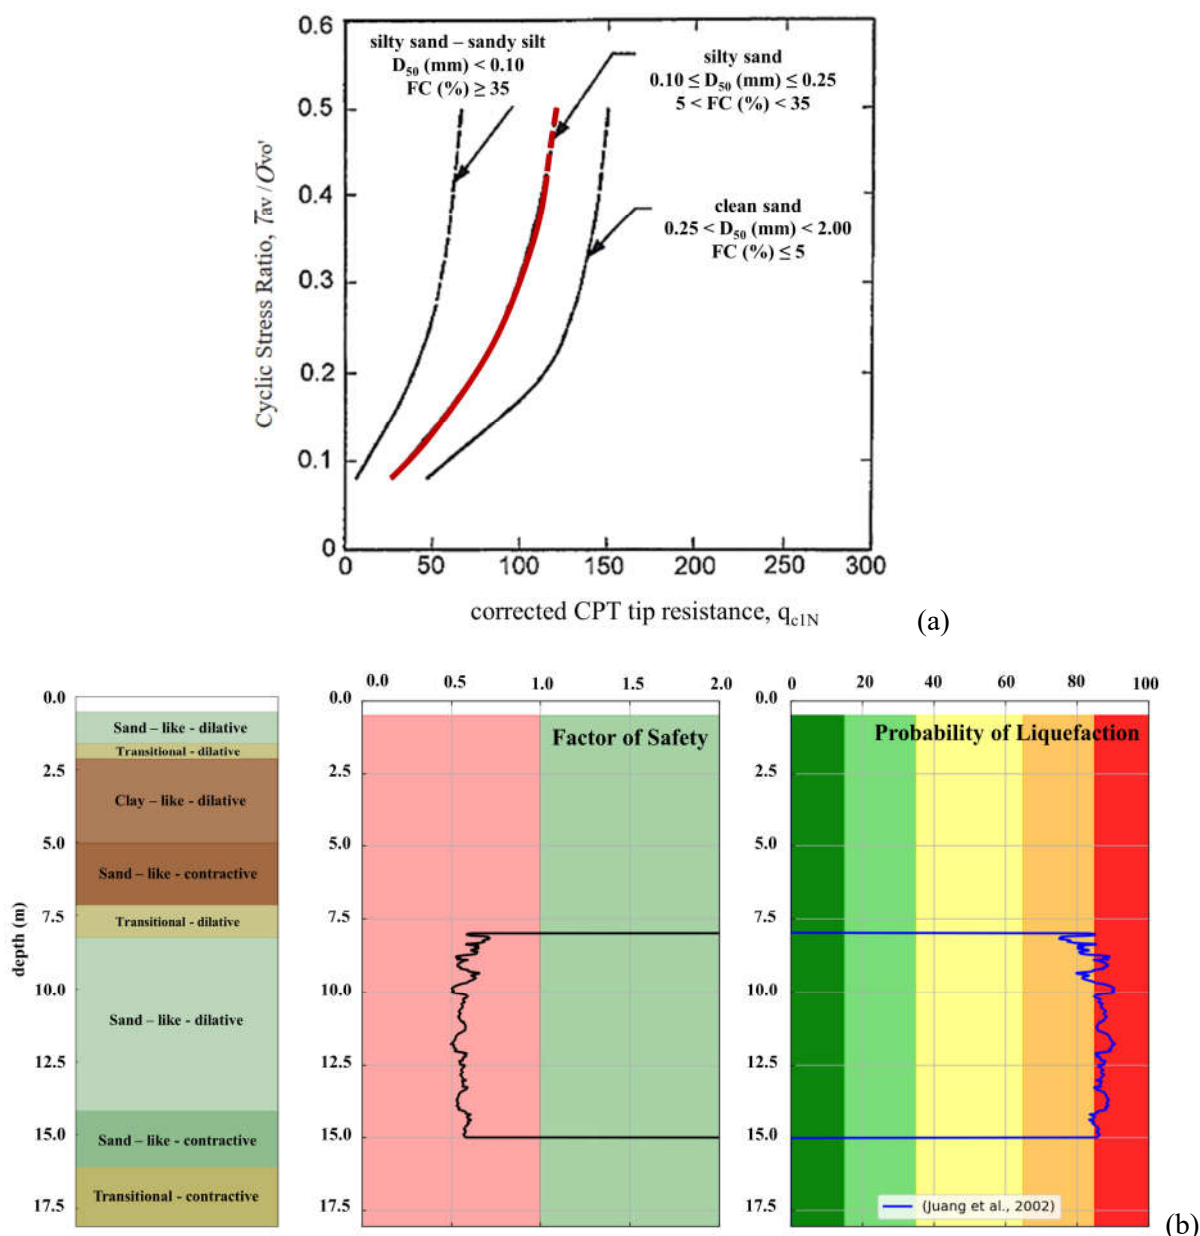 0.6
silty sand – sandy silt
D₅₀ (mm) < 0.10
FC (%) ≥ 35
silty sand
0.10 ≤ D₅₀ (mm) ≤ 0.25
5 < FC (%) < 35
0.5
0.4
clean sand
0.25 < D₅₀ (mm) < 2.00
FC (%) ≤ 5
0.3
0.2
0.1
0
Cyclic Stress Ratio, τav / σvo'
0 50 100 150 200 250 300
corrected CPT tip resistance, qc1N
(a)
depth (m)
0.0
2.5
5.0
7.5
10.0
12.5
15.0
17.5
Sand – like - dilative
Transitional - dilative
Clay – like - dilative
Sand – like - contractive
Transitional - dilative
Sand – like - dilative
Sand – like - contractive
Transitional - contractive
0.0 0.5 1.0 1.5 2.0
Factor of Safety
0.0
2.5
5.0
7.5
10.0
12.5
15.0
17.5
0 20 40 60 80 100
Probability of Liquefaction
0.0
2.5
5.0
7.5
10.0
12.5
15.0
17.5
(Juang et al., 2002)
(b)